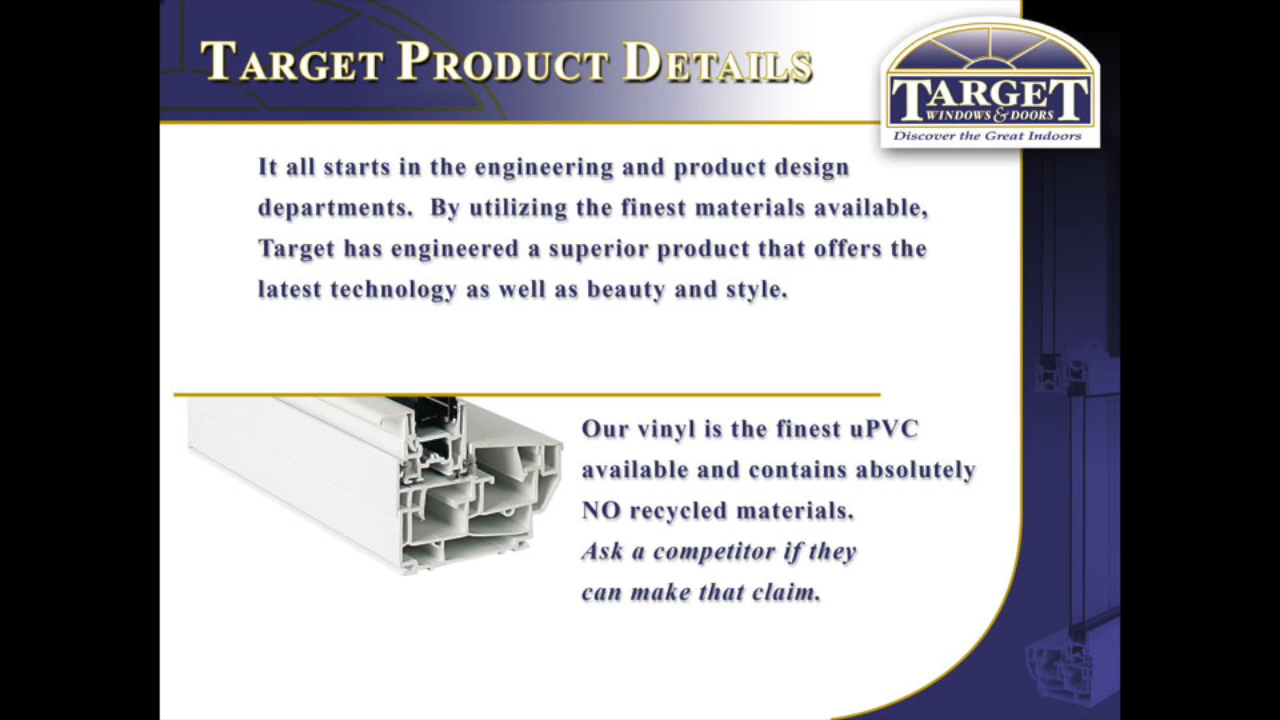 TARGET PRODUCT DETAILS
TARGET
WINDOWS & DOORS
Discover the Great Indoors
It all starts in the engineering and product design
departments. By utilizing the finest materials available,
Target has engineered a superior product that offers the
latest technology as well as beauty and style.
Our vinyl is the finest uPVC
available and contains absolutely
NO recycled materials.
Ask a competitor if they
can make that claim.